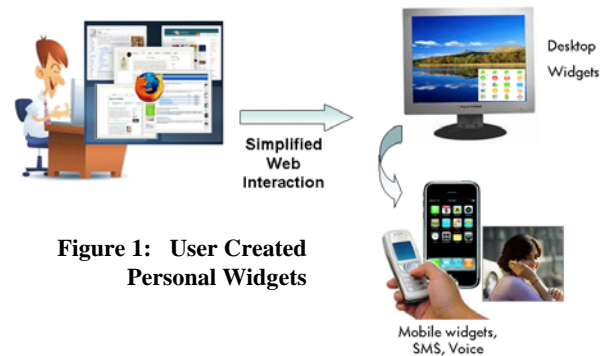 Desktop
Widgets
Simplified
Web
Interaction
Figure 1: User Created
Personal Widgets
Mobile widgets,
SMS, Voice